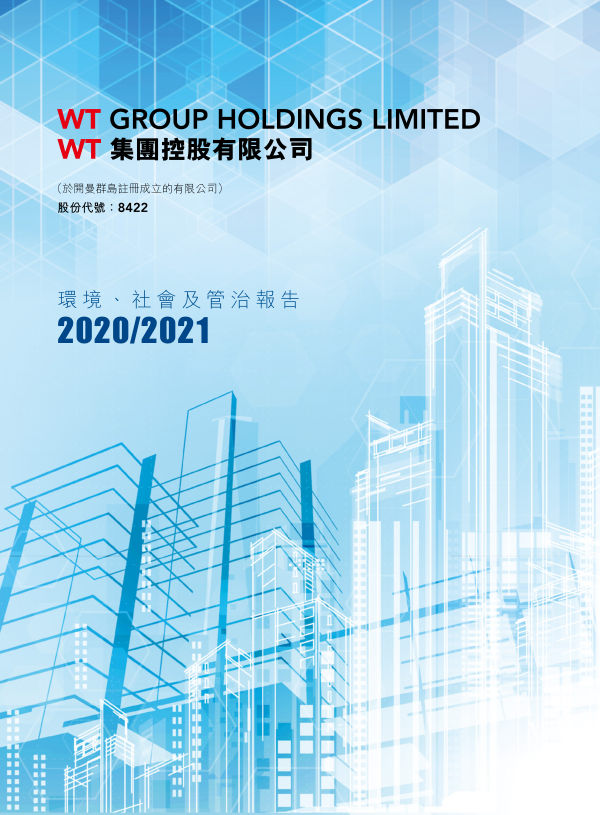 WT GROUP HOLDINGS LIMITED
WT 集團控股有限公司
（於開曼群島註冊成立的有限公司）
股份代號：8422
環境、社會及管治報告
2020/2021